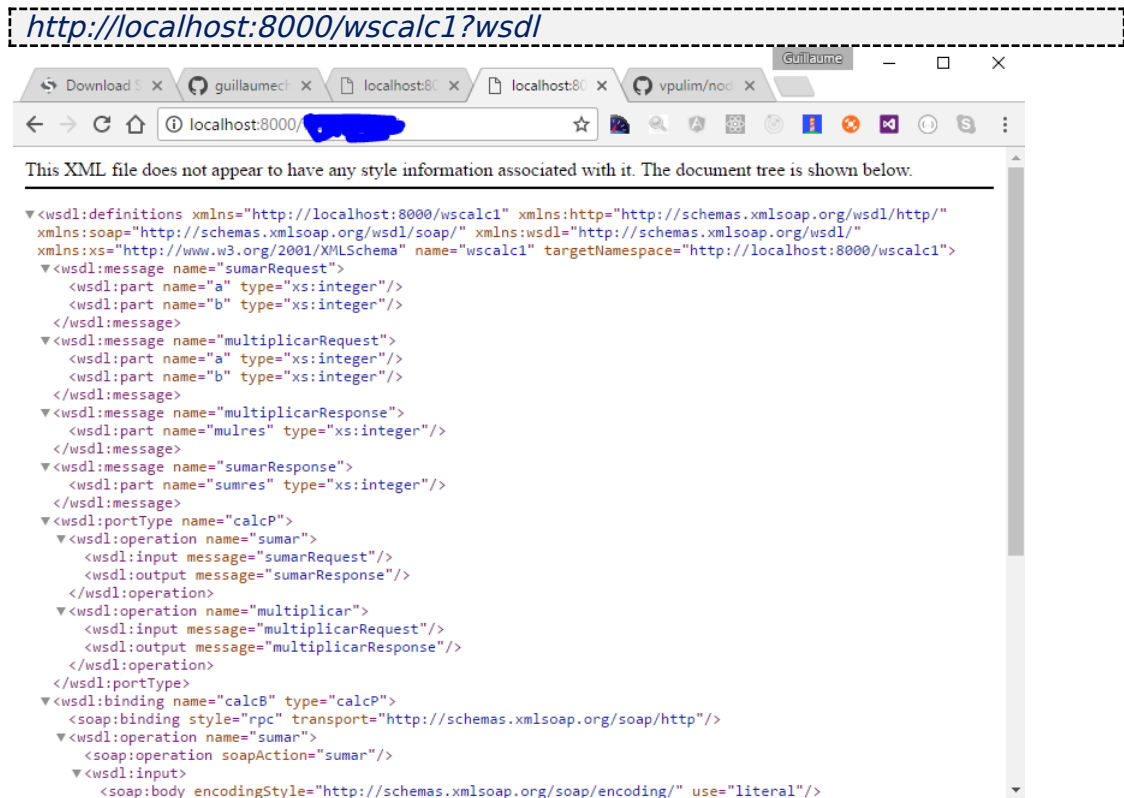 http://localhost:8000/wscalc1?wsdl
Guillaume
Download S
guillaumech
localhost:80
localhost:80
vpulim/nod
localhost:8000/
This XML file does not appear to have any style information associated with it. The document tree is shown below.
▼<wsdl:definitions xmlns="http://localhost:8000/wscalc1" xmlns:http="http://schemas.xmlsoap.org/wsdl/http/"
xmlns:soap="http://schemas.xmlsoap.org/wsdl/soap/" xmlns:wsdl="http://schemas.xmlsoap.org/wsdl/"
xmlns:xs="http://www.w3.org/2001/XMLSchema" name="wscalc1" targetNamespace="http://localhost:8000/wscalc1">
▼<wsdl:message name="sumarRequest">
<wsdl:part name="a" type="xs:integer"/>
<wsdl:part name="b" type="xs:integer"/>
</wsdl:message>
▼<wsdl:message name="multiplicarRequest">
<wsdl:part name="a" type="xs:integer"/>
<wsdl:part name="b" type="xs:integer"/>
</wsdl:message>
▼<wsdl:message name="multiplicarResponse">
<wsdl:part name="mulres" type="xs:integer"/>
</wsdl:message>
▼<wsdl:message name="sumarResponse">
<wsdl:part name="sumres" type="xs:integer"/>
</wsdl:message>
▼<wsdl:portType name="calcP">
▼<wsdl:operation name="sumar">
<wsdl:input message="sumarRequest"/>
<wsdl:output message="sumarResponse"/>
</wsdl:operation>
▼<wsdl:operation name="multiplicar">
<wsdl:input message="multiplicarRequest"/>
<wsdl:output message="multiplicarResponse"/>
</wsdl:operation>
</wsdl:portType>
▼<wsdl:binding name="calcB" type="calcP">
<soap:binding style="rpc" transport="http://schemas.xmlsoap.org/soap/http"/>
▼<wsdl:operation name="sumar">
<soap:operation soapAction="sumar"/>
▼<wsdl:input>
<soap:body encodingStyle="http://schemas.xmlsoap.org/soap/encoding/" use="literal"/>